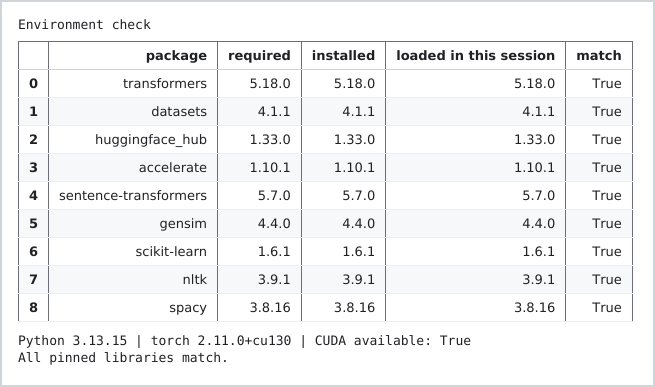 Environment check
package required installed loaded in this session match
0 transformers 5.18.0 5.18.0 5.18.0 True
1 datasets 4.1.1 4.1.1 4.1.1 True
2 huggingface_hub 1.33.0 1.33.0 1.33.0 True
3 accelerate 1.10.1 1.10.1 1.10.1 True
4 sentence-transformers 5.7.0 5.7.0 5.7.0 True
5 gensim 4.4.0 4.4.0 4.4.0 True
6 scikit-learn 1.6.1 1.6.1 1.6.1 True
7 nltk 3.9.1 3.9.1 3.9.1 True
8 spacy 3.8.16 3.8.16 3.8.16 True
Python 3.13.15 | torch 2.11.0+cu130 | CUDA available: True
All pinned libraries match.